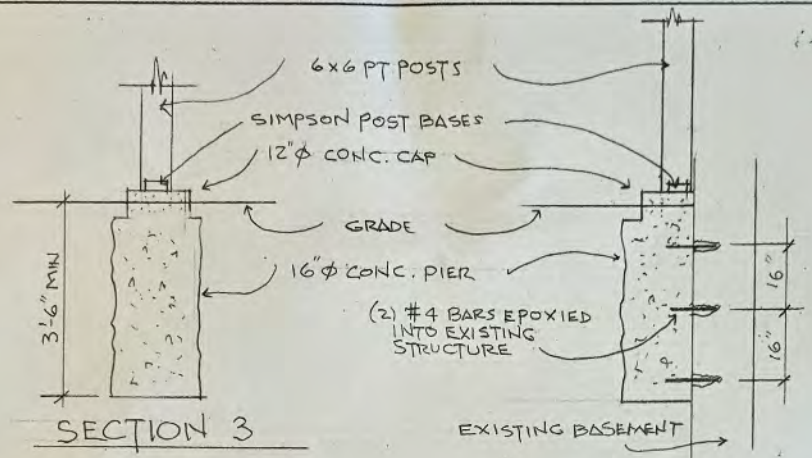 6x6 PT POSTS
SIMPSON POST BASES
12"⌀ CONC. CAP
GRADE
3'-6" MIN
16"⌀ CONC. PIER
(2) #4 BARS EPOXIED
INTO EXISTING
STRUCTURE
16"
16"
SECTION 3
EXISTING BASEMENT